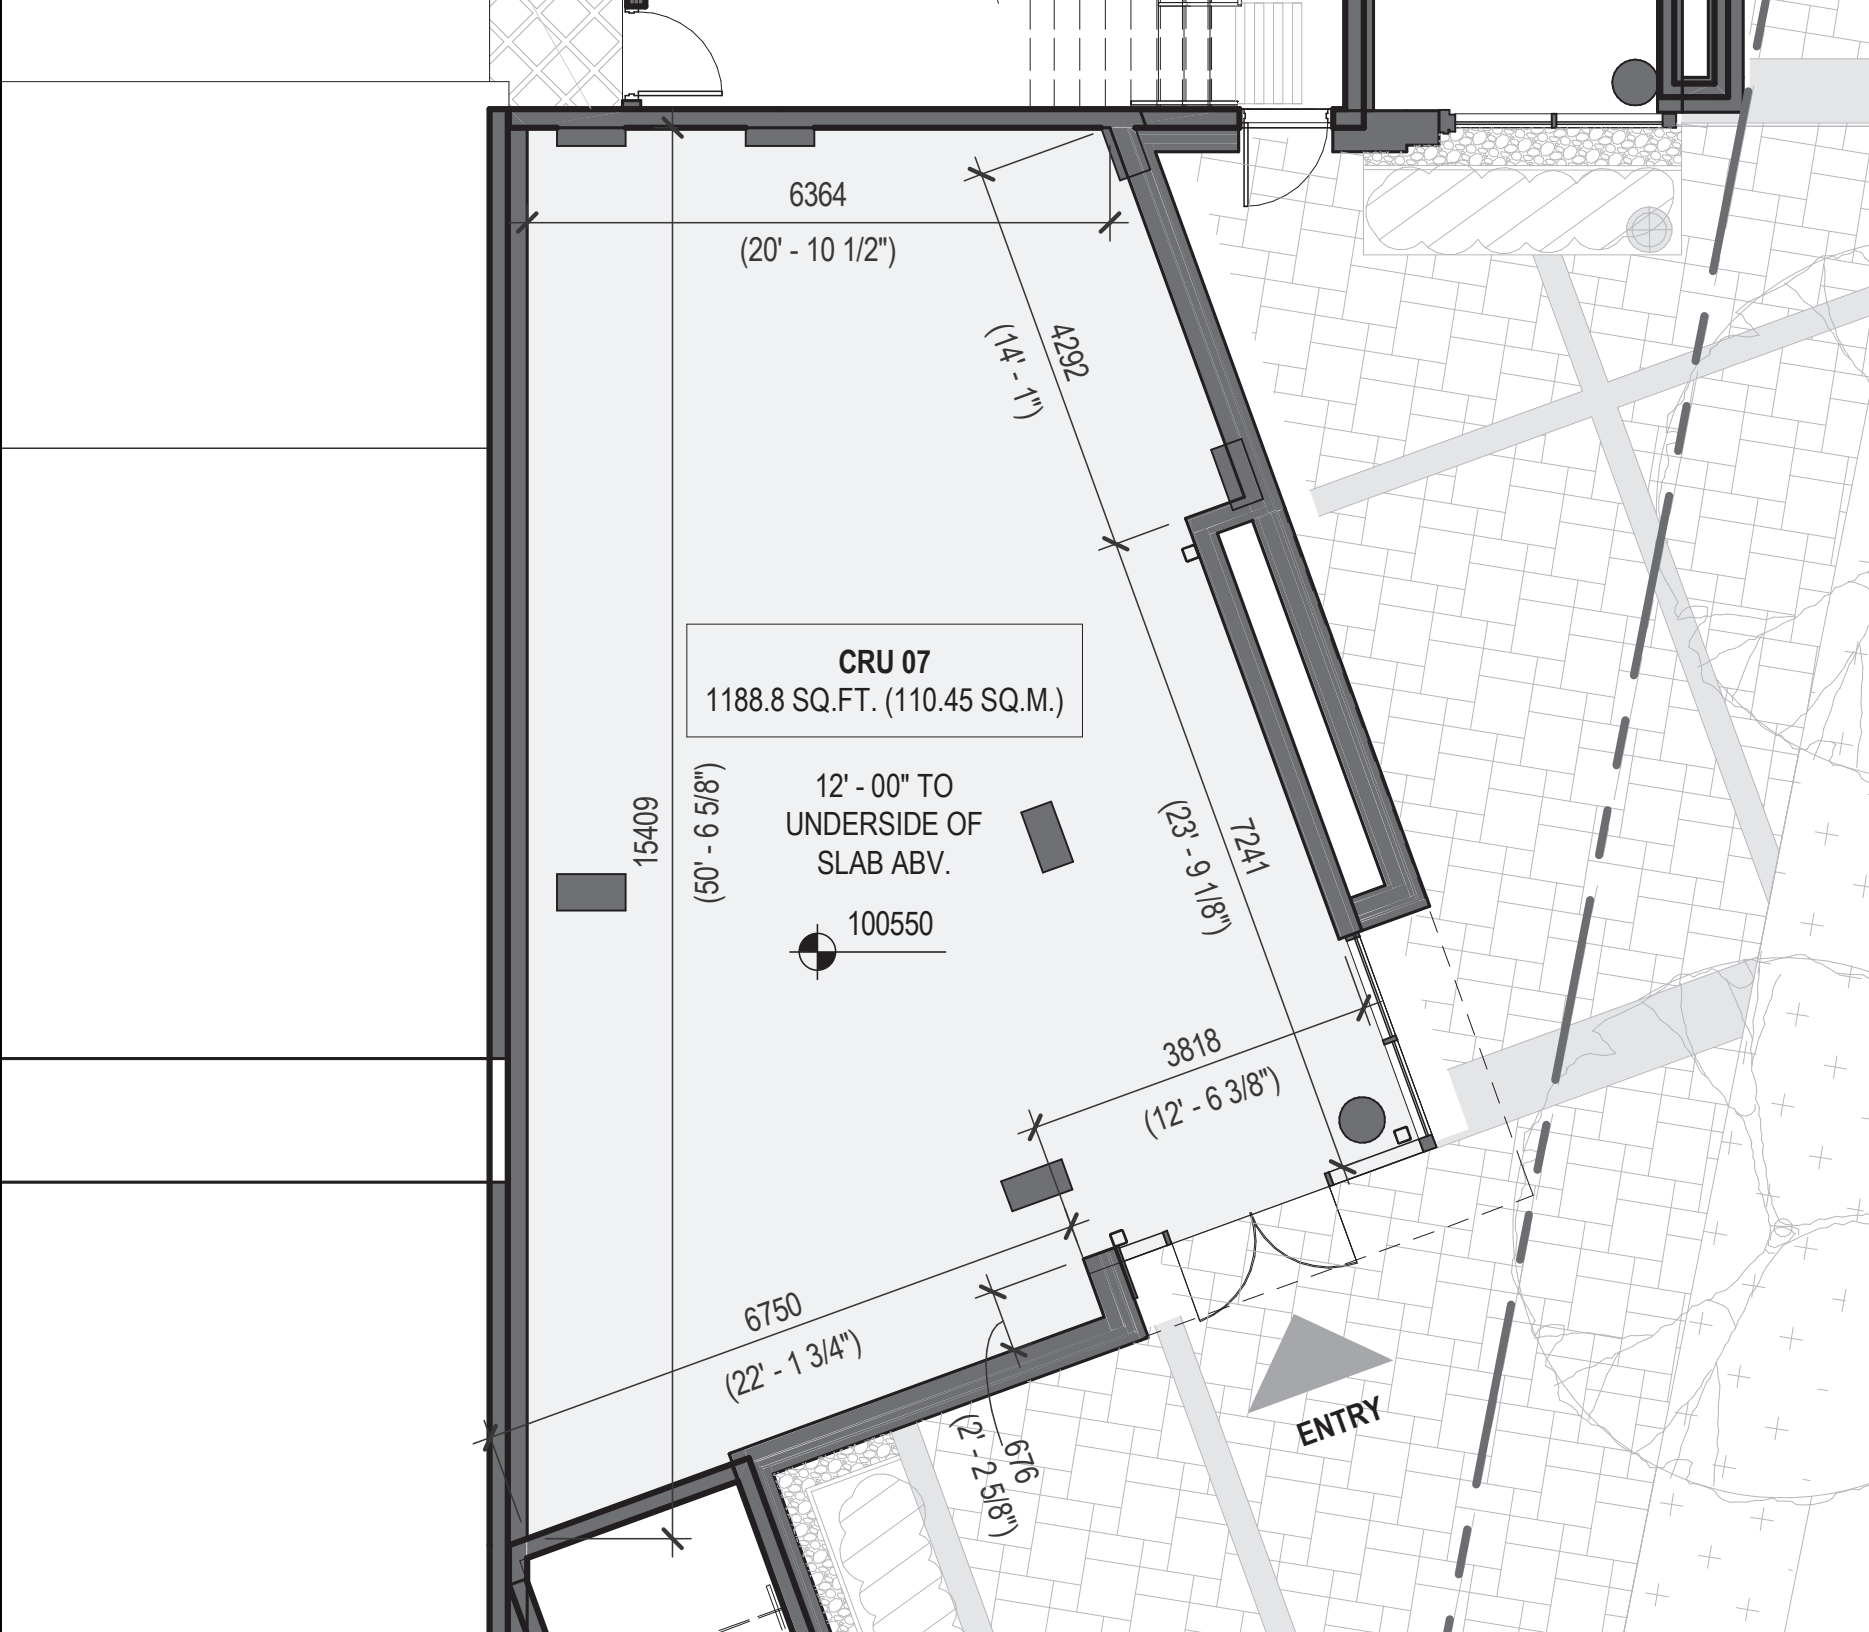 6364
(20' - 10 1/2")
4292
(14' - 1")
CRU 07
1188.8 SQ.FT. (110.45 SQ.M.)
12' - 00" TO
UNDERSIDE OF
SLAB ABV.
15409
(50' - 6 5/8")
7241
(23' - 9 1/8")
100550
3818
(12' - 6 3/8")
6750
(22' - 1 3/4")
676
(2' - 2 5/8")
ENTRY